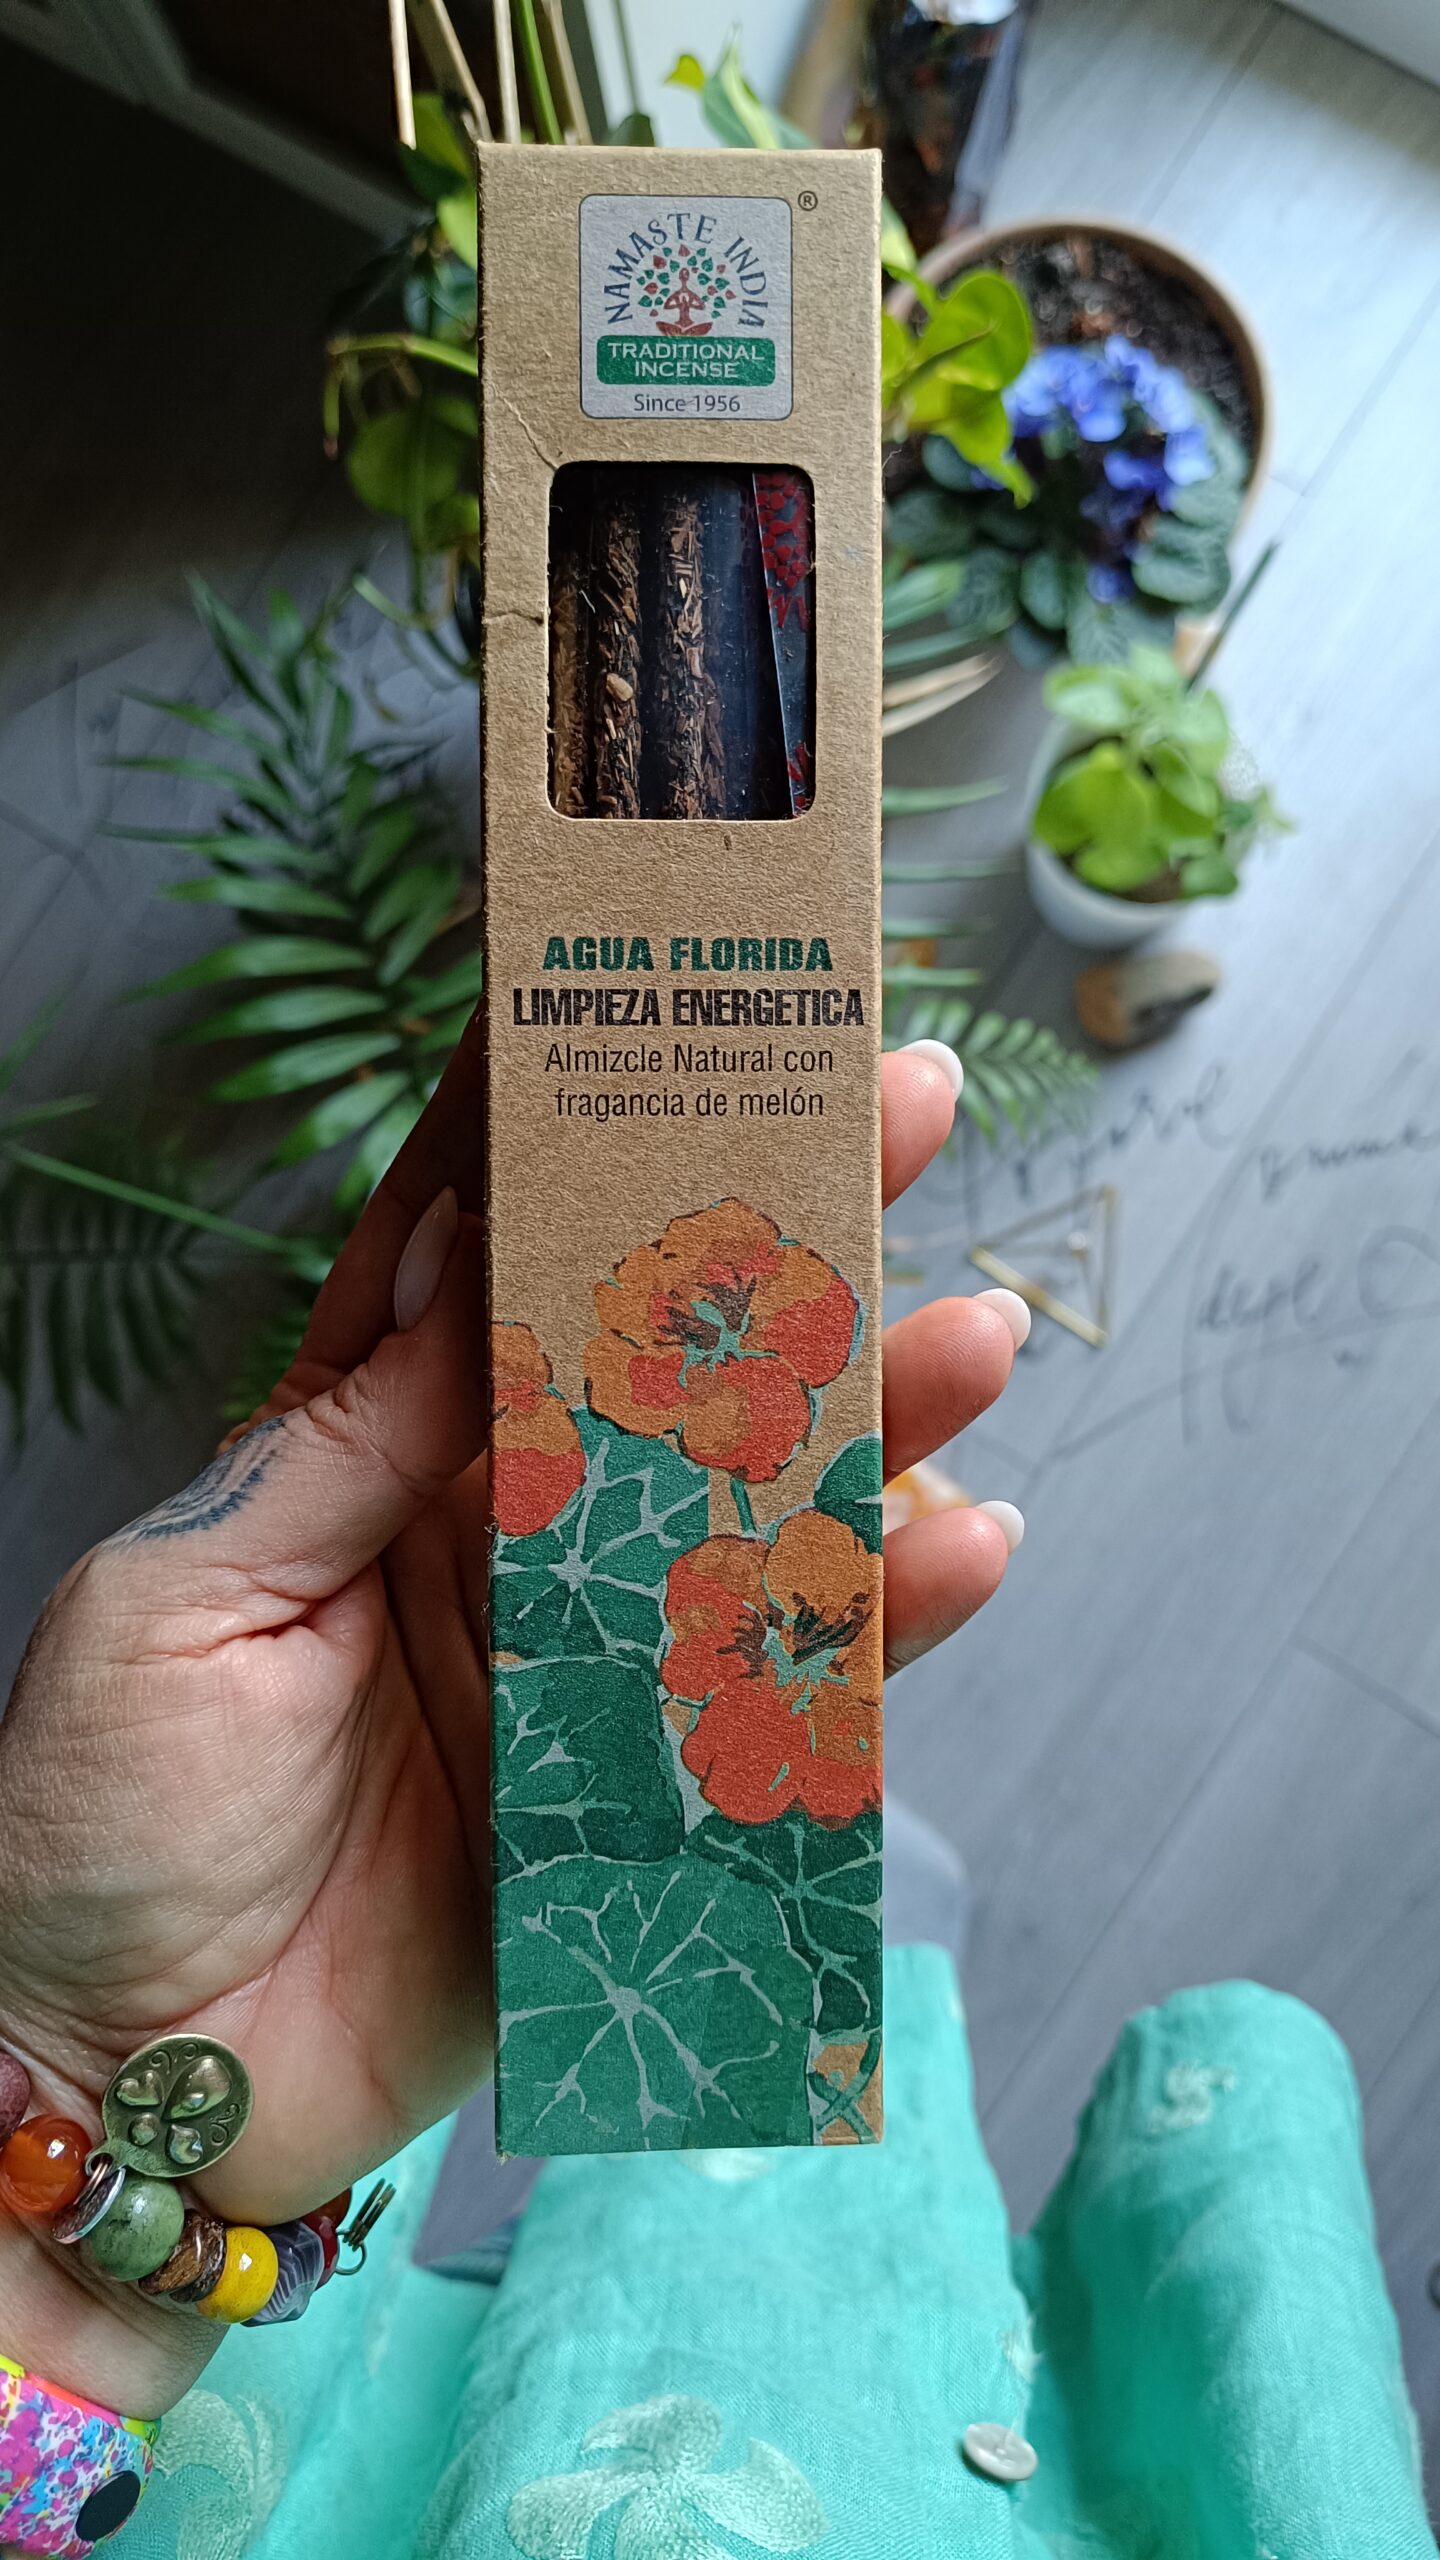 ®
NAMASTE INDIA
TRADITIONAL
INCENSE
Since 1956
AGUA FLORIDA
LIMPIEZA ENERGETICA
Almizcle Natural con
fragancia de melón